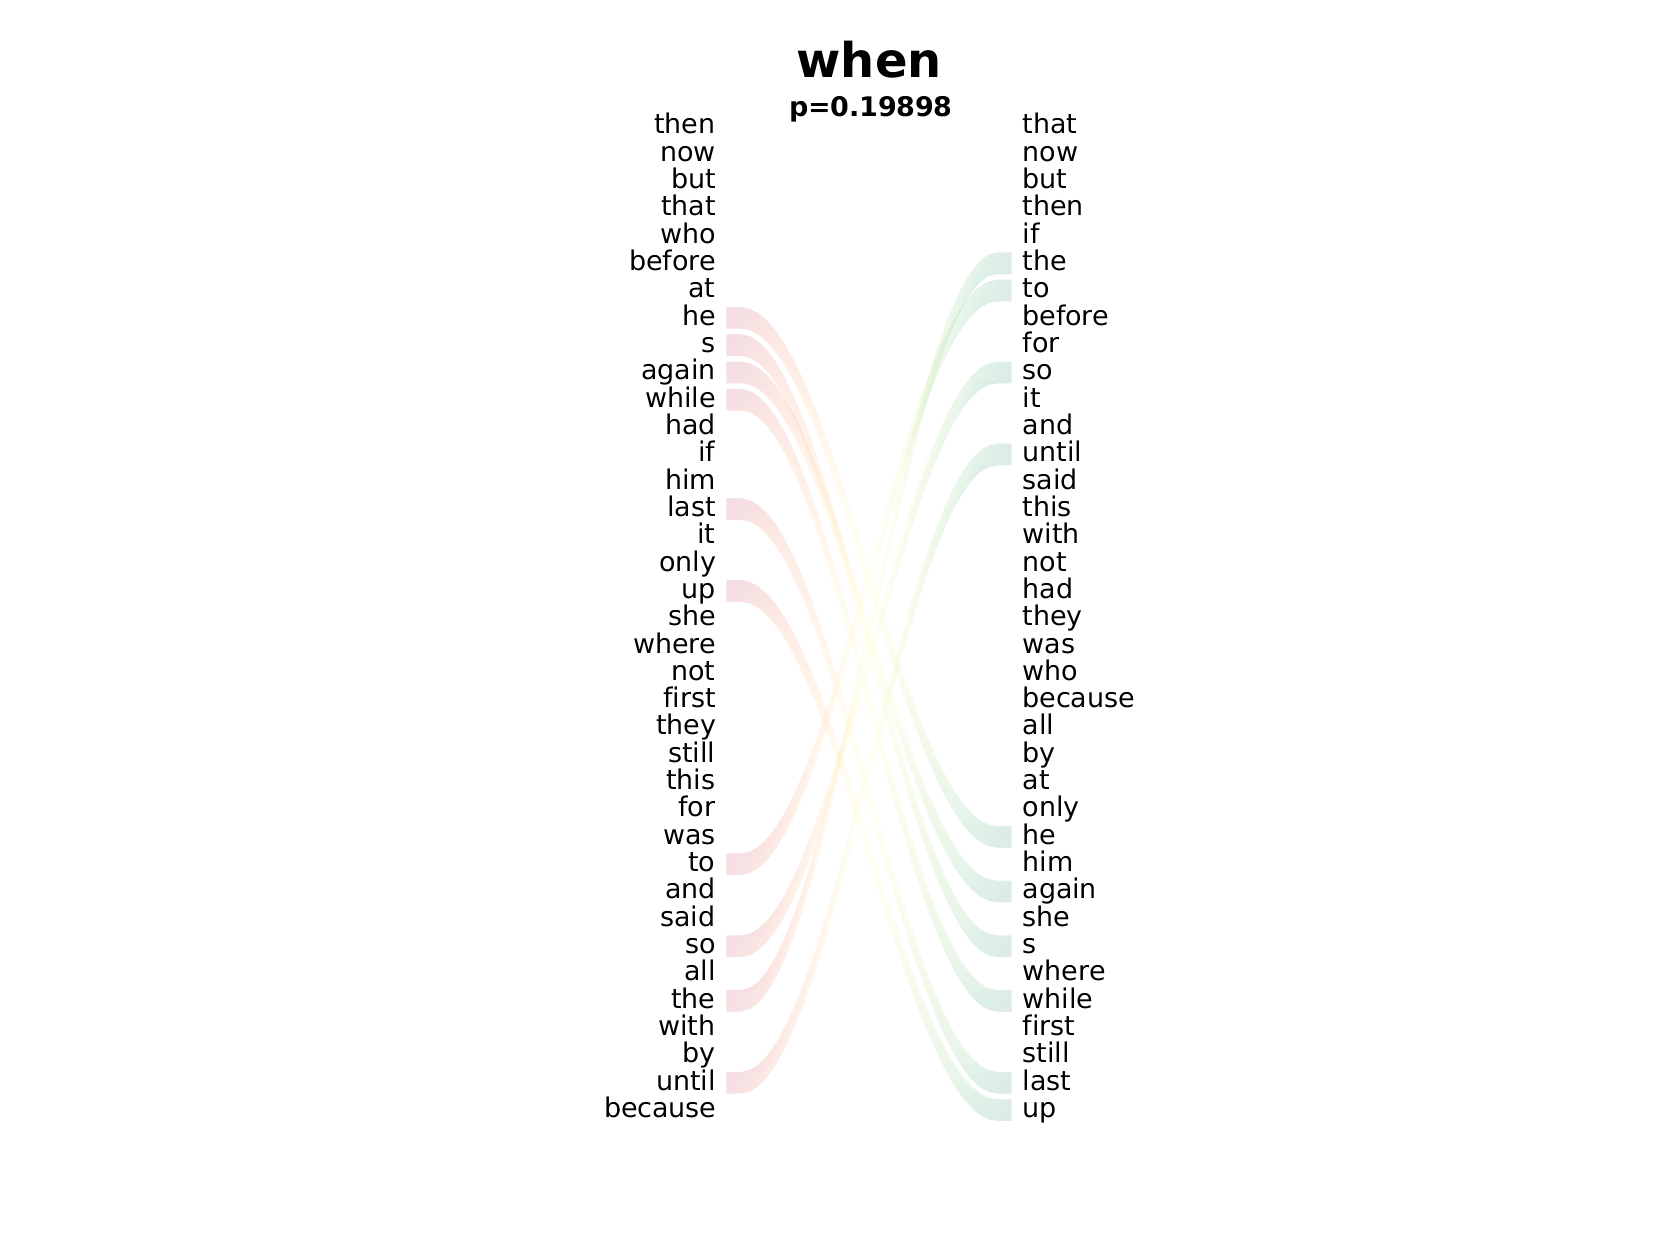 when
p=0.19898
then that
now now
but but
that then
who if
before the
at to
he before
s for
again so
while it
had and
if until
him said
last this
it with
only not
up had
she they
where was
not who
first because
they all
still by
this at
for only
was he
to him
and again
said she
so s
all where
the while
with first
by still
until last
because up